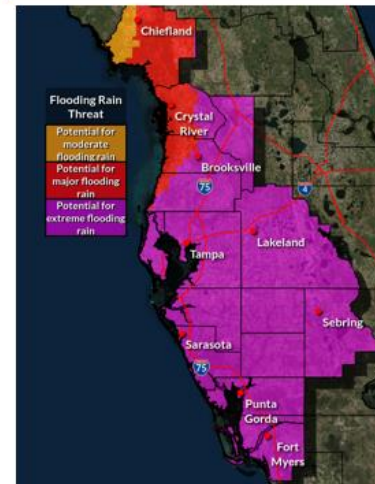 Chiefland
Flooding Rain
Threat
Potential for
moderate
flooding rain
Potential for
major flooding
rain
Potential for
extreme flooding
rain
Crystal
River
Brooksville
75
4
Tampa
Lakeland
Sebring
Sarasota
75
Punta
Gorda
Fort
Myers